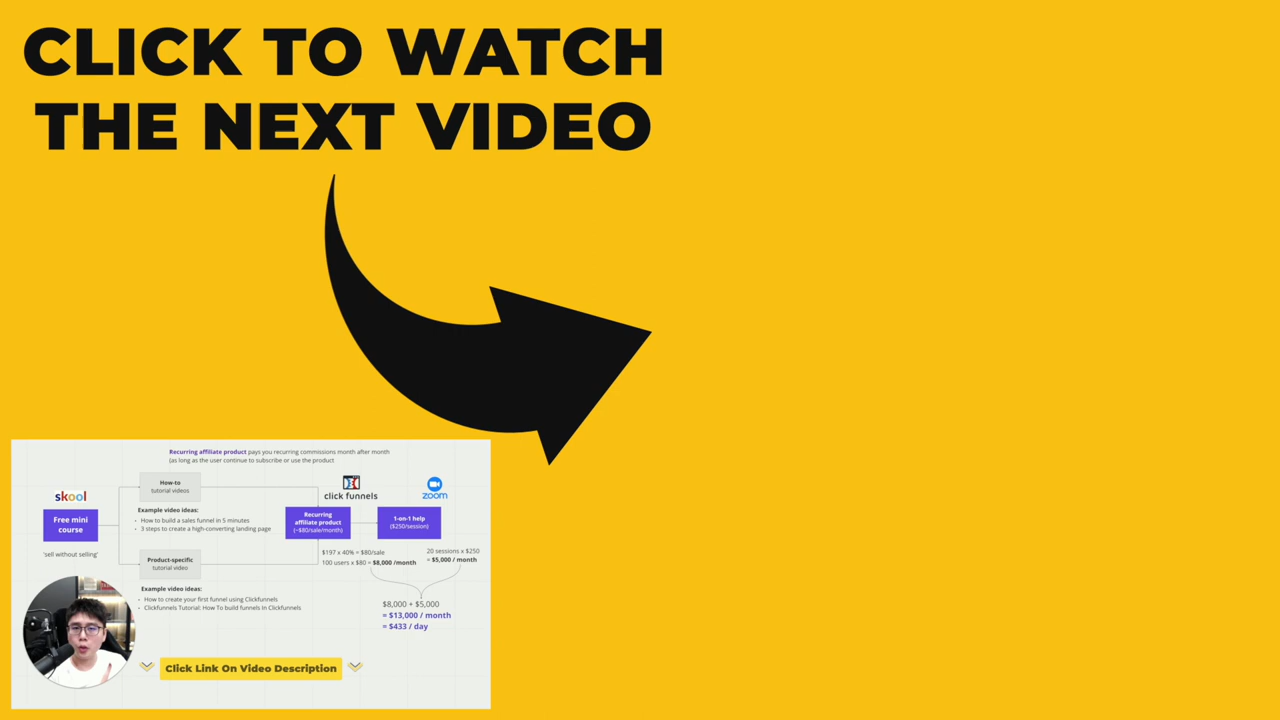 CLICK TO WATCH
THE NEXT VIDEO
Recurring affiliate product pays you recurring commissions month after month
(as long as the user continue to subscribe or use the product
skool
Free mini
course
'sell without selling'
How-to
tutorial videos
Example video ideas:
• How to build a sales funnel in 5 minutes
• 3 steps to create a high-converting landing page
Product-specific
tutorial video
Example video ideas:
• How to create your first funnel using Clickfunnels
• Clickfunnels Tutorial: How To build funnels In Clickfunnels
click funnels
Recurring
affiliate product
(~$80/sale/month)
$197 x 40% = $80/sale
100 users x $80 = $8,000 /month
zoom
1-on-1 help
($250/session)
20 sessions x $250
= $5,000 / month
$8,000 + $5,000
= $13,000 / month
= $433 / day
Click Link On Video Description